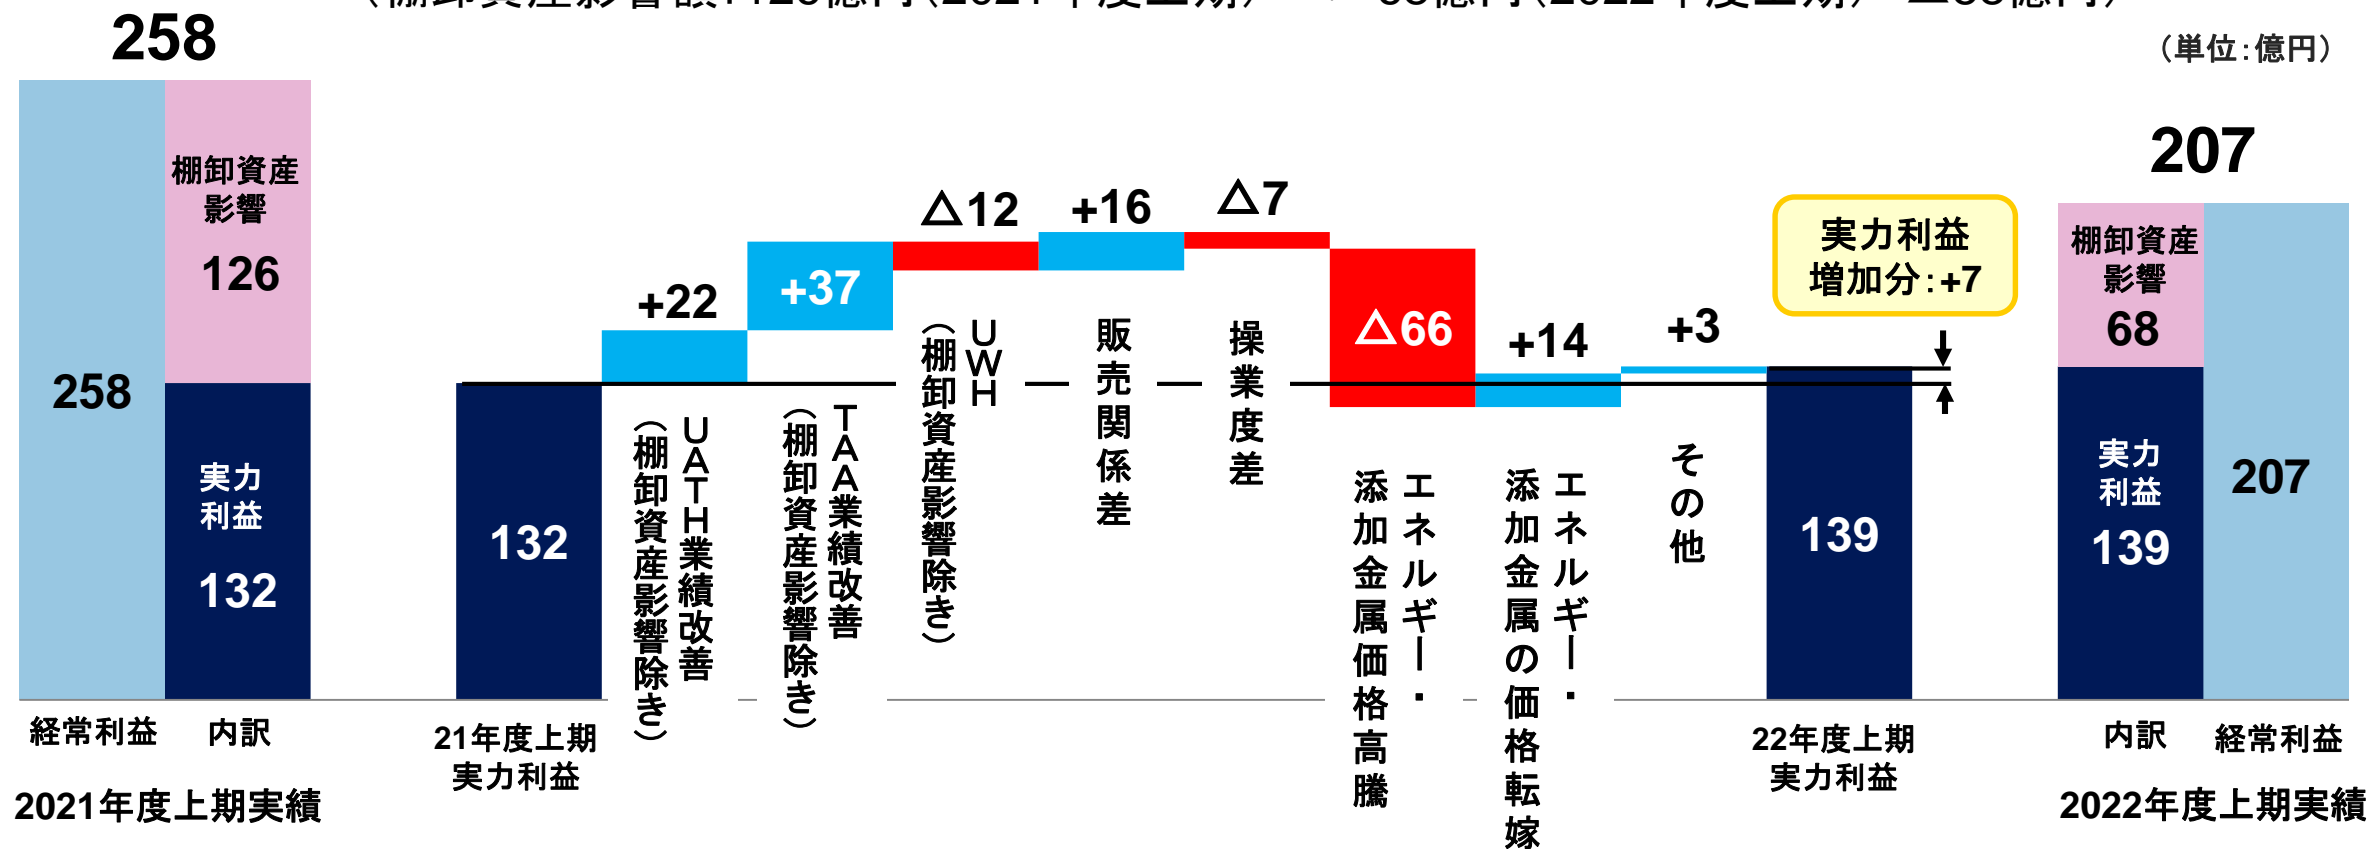 258
（単位：億円）
207
棚卸資産
影響
126
258
実力
利益
132
132
+22
+37
△12
+16
△7
△66
+14
+3
実力利益
増加分：+7
139
棚卸資産
影響
68
実力
利益
139
207
ＵＡＴＨ業績改善
（棚卸資産影響除き）
ＴＡＡ業績改善
（棚卸資産影響除き）
ＵＷＨ
（棚卸資産影響除き）
販売関係差
操業度差
エネルギー・
添加金属価格高騰
エネルギー・
添加金属の価格転嫁
その他
経常利益
内訳
21年度上期
実力利益
22年度上期
実力利益
内訳
経常利益
2021年度上期実績
2022年度上期実績